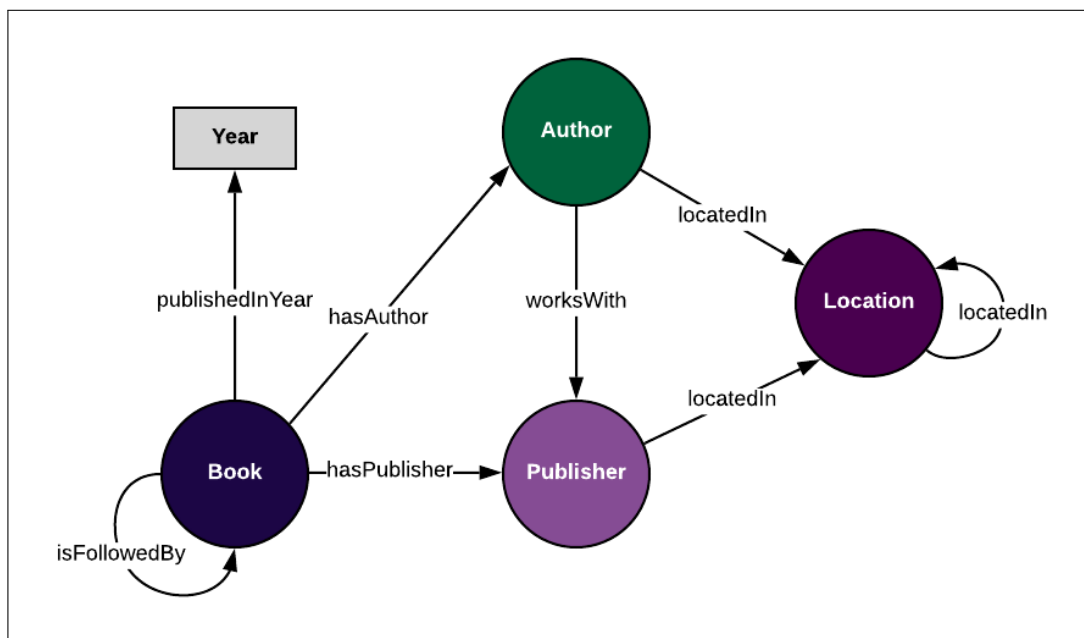 Author
Year
locatedIn
publishedInYear
hasAuthor
worksWith
Location
locatedIn
locatedIn
Book
hasPublisher
Publisher
isFollowedBy